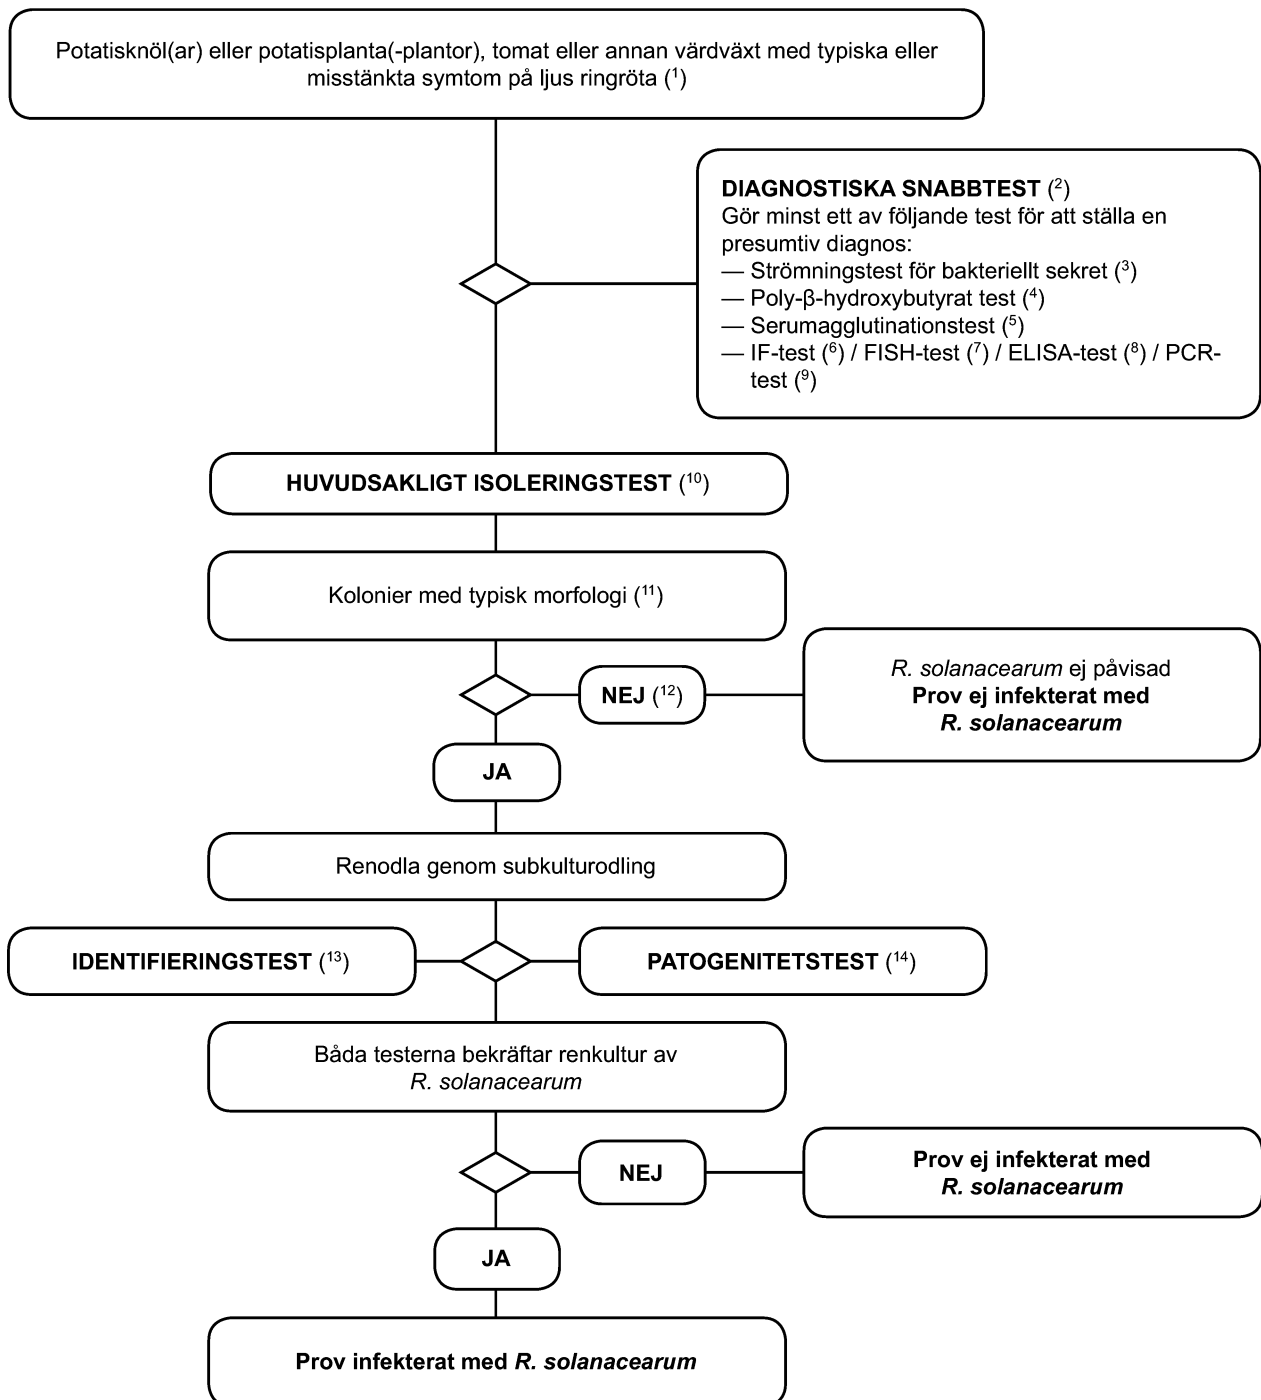 Potatisknöl(ar) eller potatisplanta(-plantor), tomat eller annan värdväxt med typiska eller
misstänkta symtom på ljus ringröta (¹)
DIAGNOSTISKA SNABBTEST (²)
Gör minst ett av följande test för att ställa en
presumtiv diagnos:
— Strömningstest för bakteriellt sekret (³)
— Poly-β-hydroxybutyrat test (⁴)
— Serumagglutinationstest (⁵)
— IF-test (⁶) / FISH-test (⁷) / ELISA-test (⁸) / PCR-
test (⁹)
HUVUDSAKLIGT ISOLERINGSTEST (¹⁰)
Kolonier med typisk morfologi (¹¹)
NEJ (¹²)
R. solanacearum ej påvisad
Prov ej infekterat med
R. solanacearum
JA
Renodla genom subkulturodling
IDENTIFIERINGSTEST (¹³)
PATOGENITETSTEST (¹⁴)
Båda testerna bekräftar renkultur av
R. solanacearum
NEJ
Prov ej infekterat med
R. solanacearum
JA
Prov infekterat med R. solanacearum